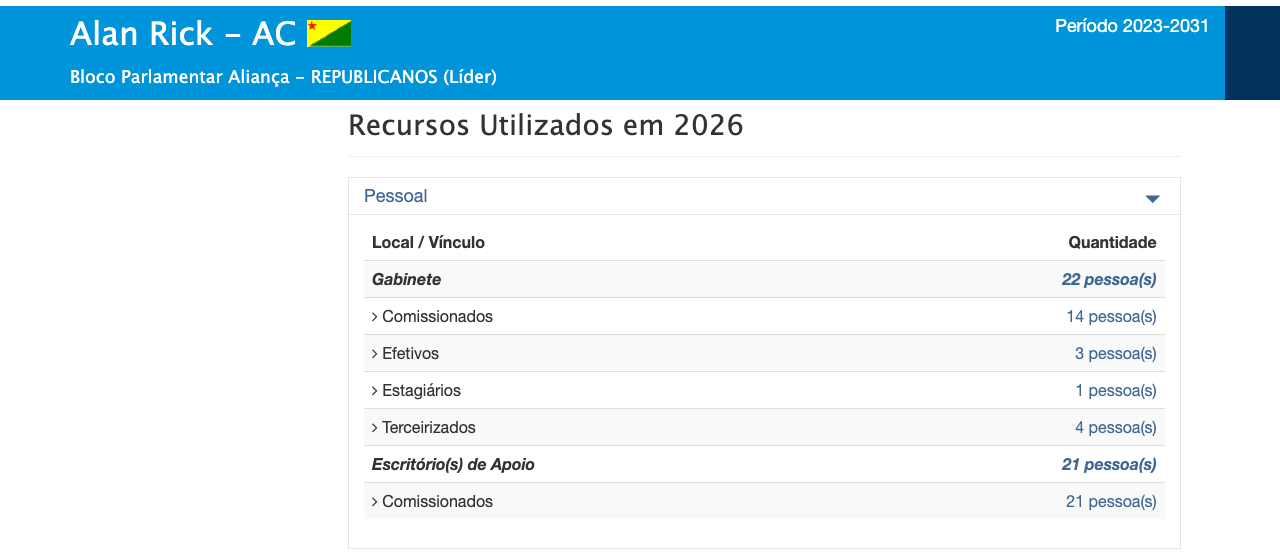 Alan Rick – AC
Período 2023-2031
Bloco Parlamentar Aliança – REPUBLICANOS (Líder)
Recursos Utilizados em 2026
Pessoal
Local / Vínculo Quantidade
Gabinete 22 pessoa(s)
> Comissionados 14 pessoa(s)
> Efetivos 3 pessoa(s)
> Estagiários 1 pessoa(s)
> Terceirizados 4 pessoa(s)
Escritório(s) de Apoio 21 pessoa(s)
> Comissionados 21 pessoa(s)